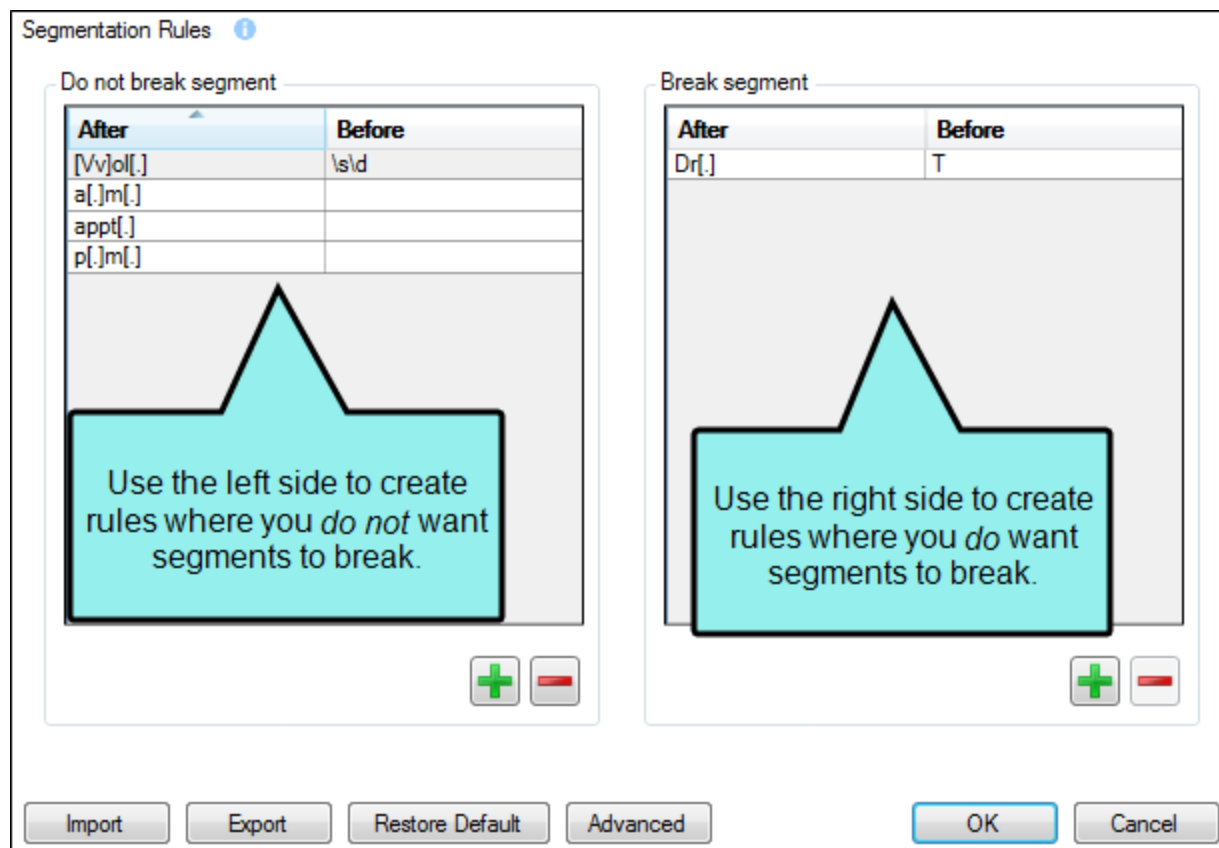 Segmentation Rules
Do not break segment
After Before
[Vv]ol[.] \s\d
a[.]m[.]
appt[.]
p[.]m[.]
Use the left side to create
rules where you do not want
segments to break.
Break segment
After Before
Dr[.] T
Use the right side to create
rules where you do want
segments to break.
Import Export Restore Default Advanced OK Cancel